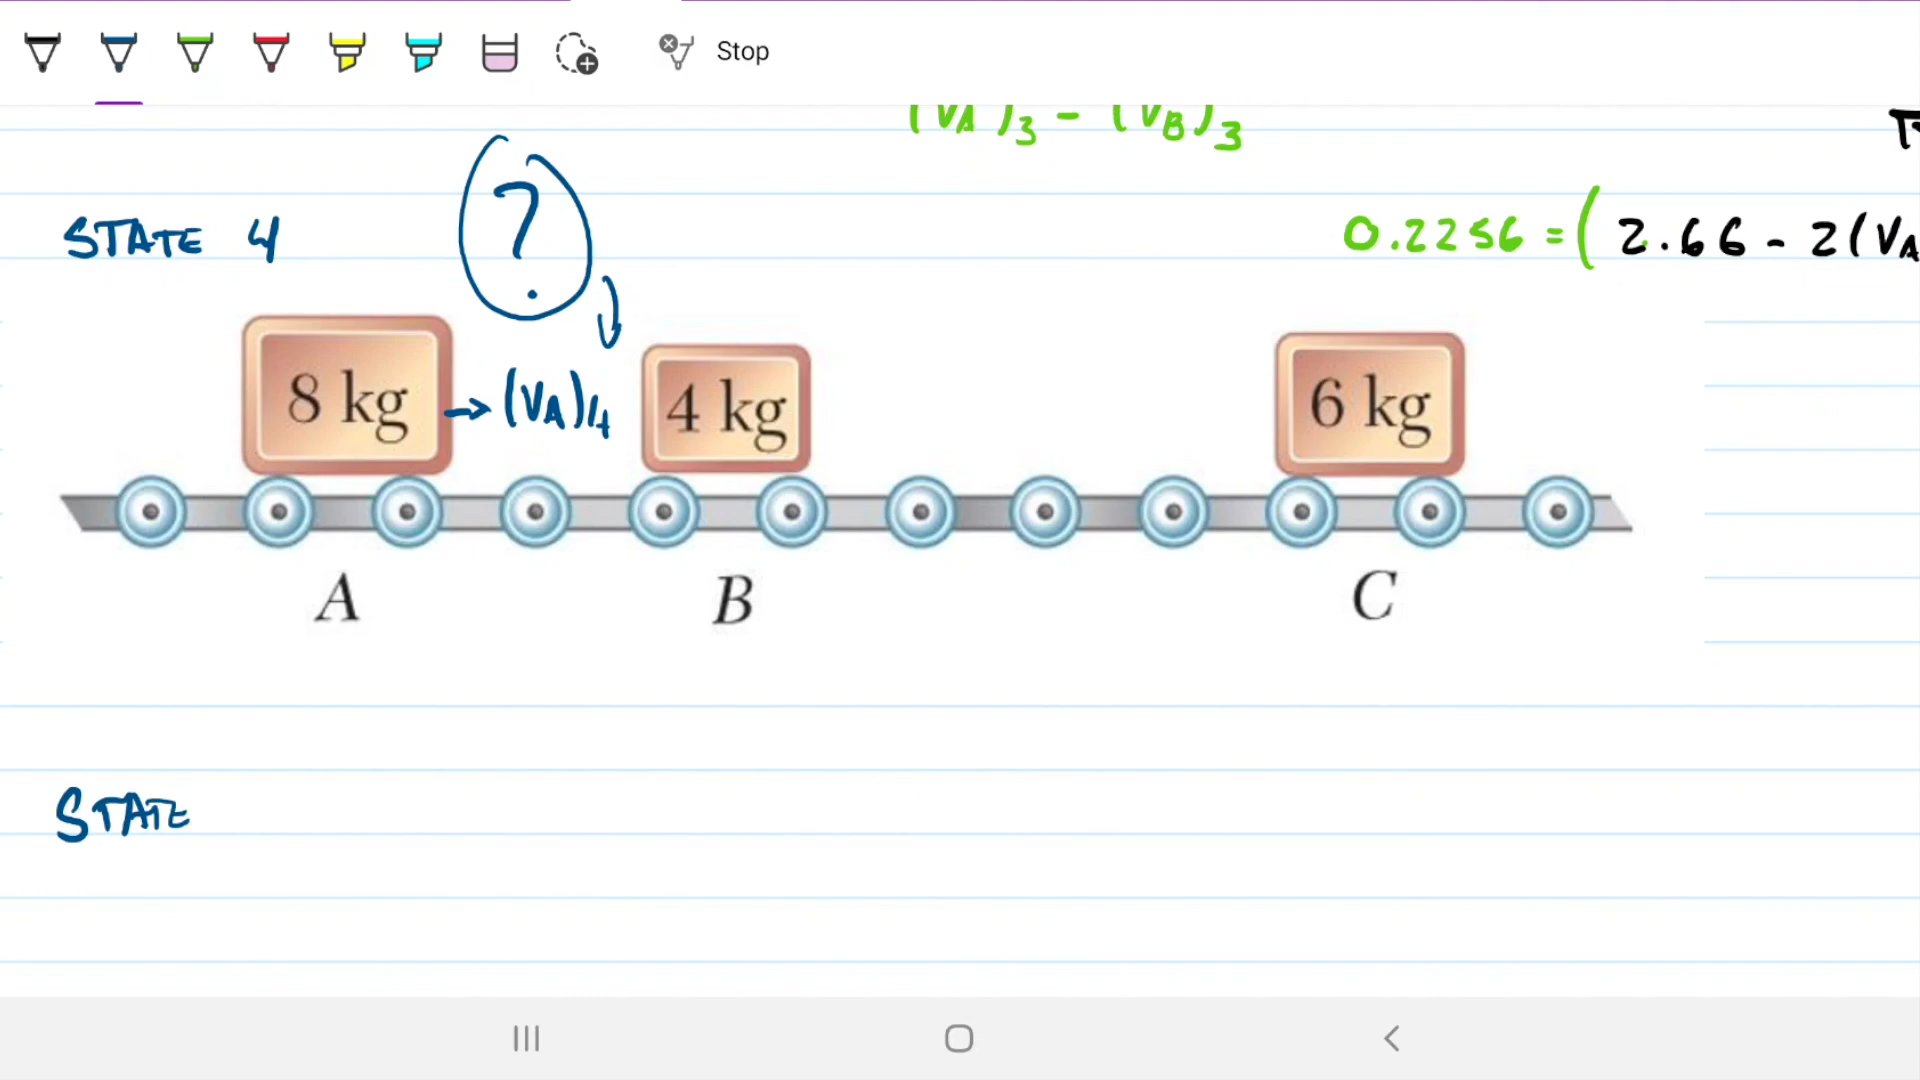 Stop
(VA)3 - (VB)3
STATE 4
?
0.2256 = ( 2.66 - 2(VA
8 kg
(VA)4
4 kg
6 kg
A
B
C
STATE